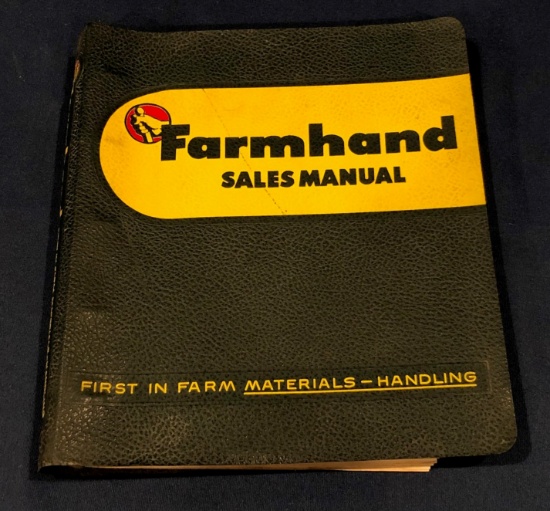 Farmhand
SALES MANUAL
FIRST IN FARM MATERIALS-HANDLING